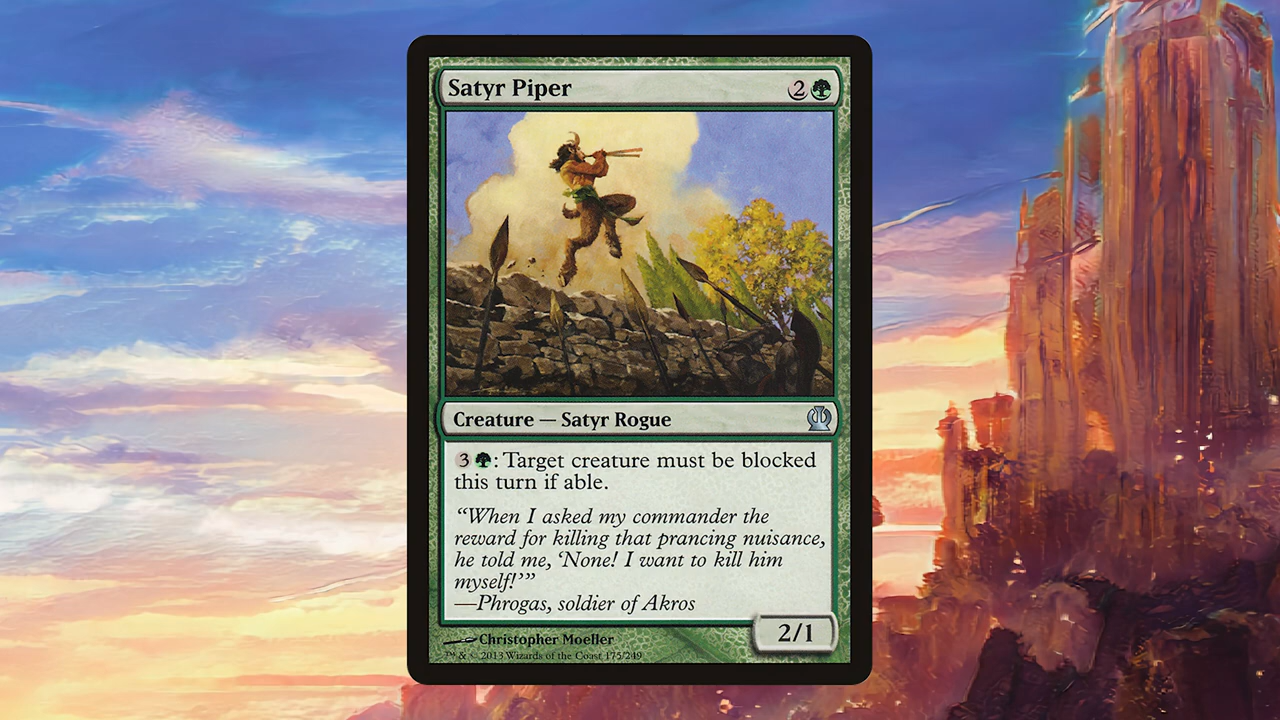 Satyr Piper 2
Creature — Satyr Rogue
3 : Target creature must be blocked
this turn if able.
“When I asked my commander the
reward for killing that prancing nuisance,
he told me, ‘None! I want to kill him
myself!’”
—Phrogas, soldier of Akros
2/1
Christopher Moeller
™ & © 2013 Wizards of the Coast 175/249